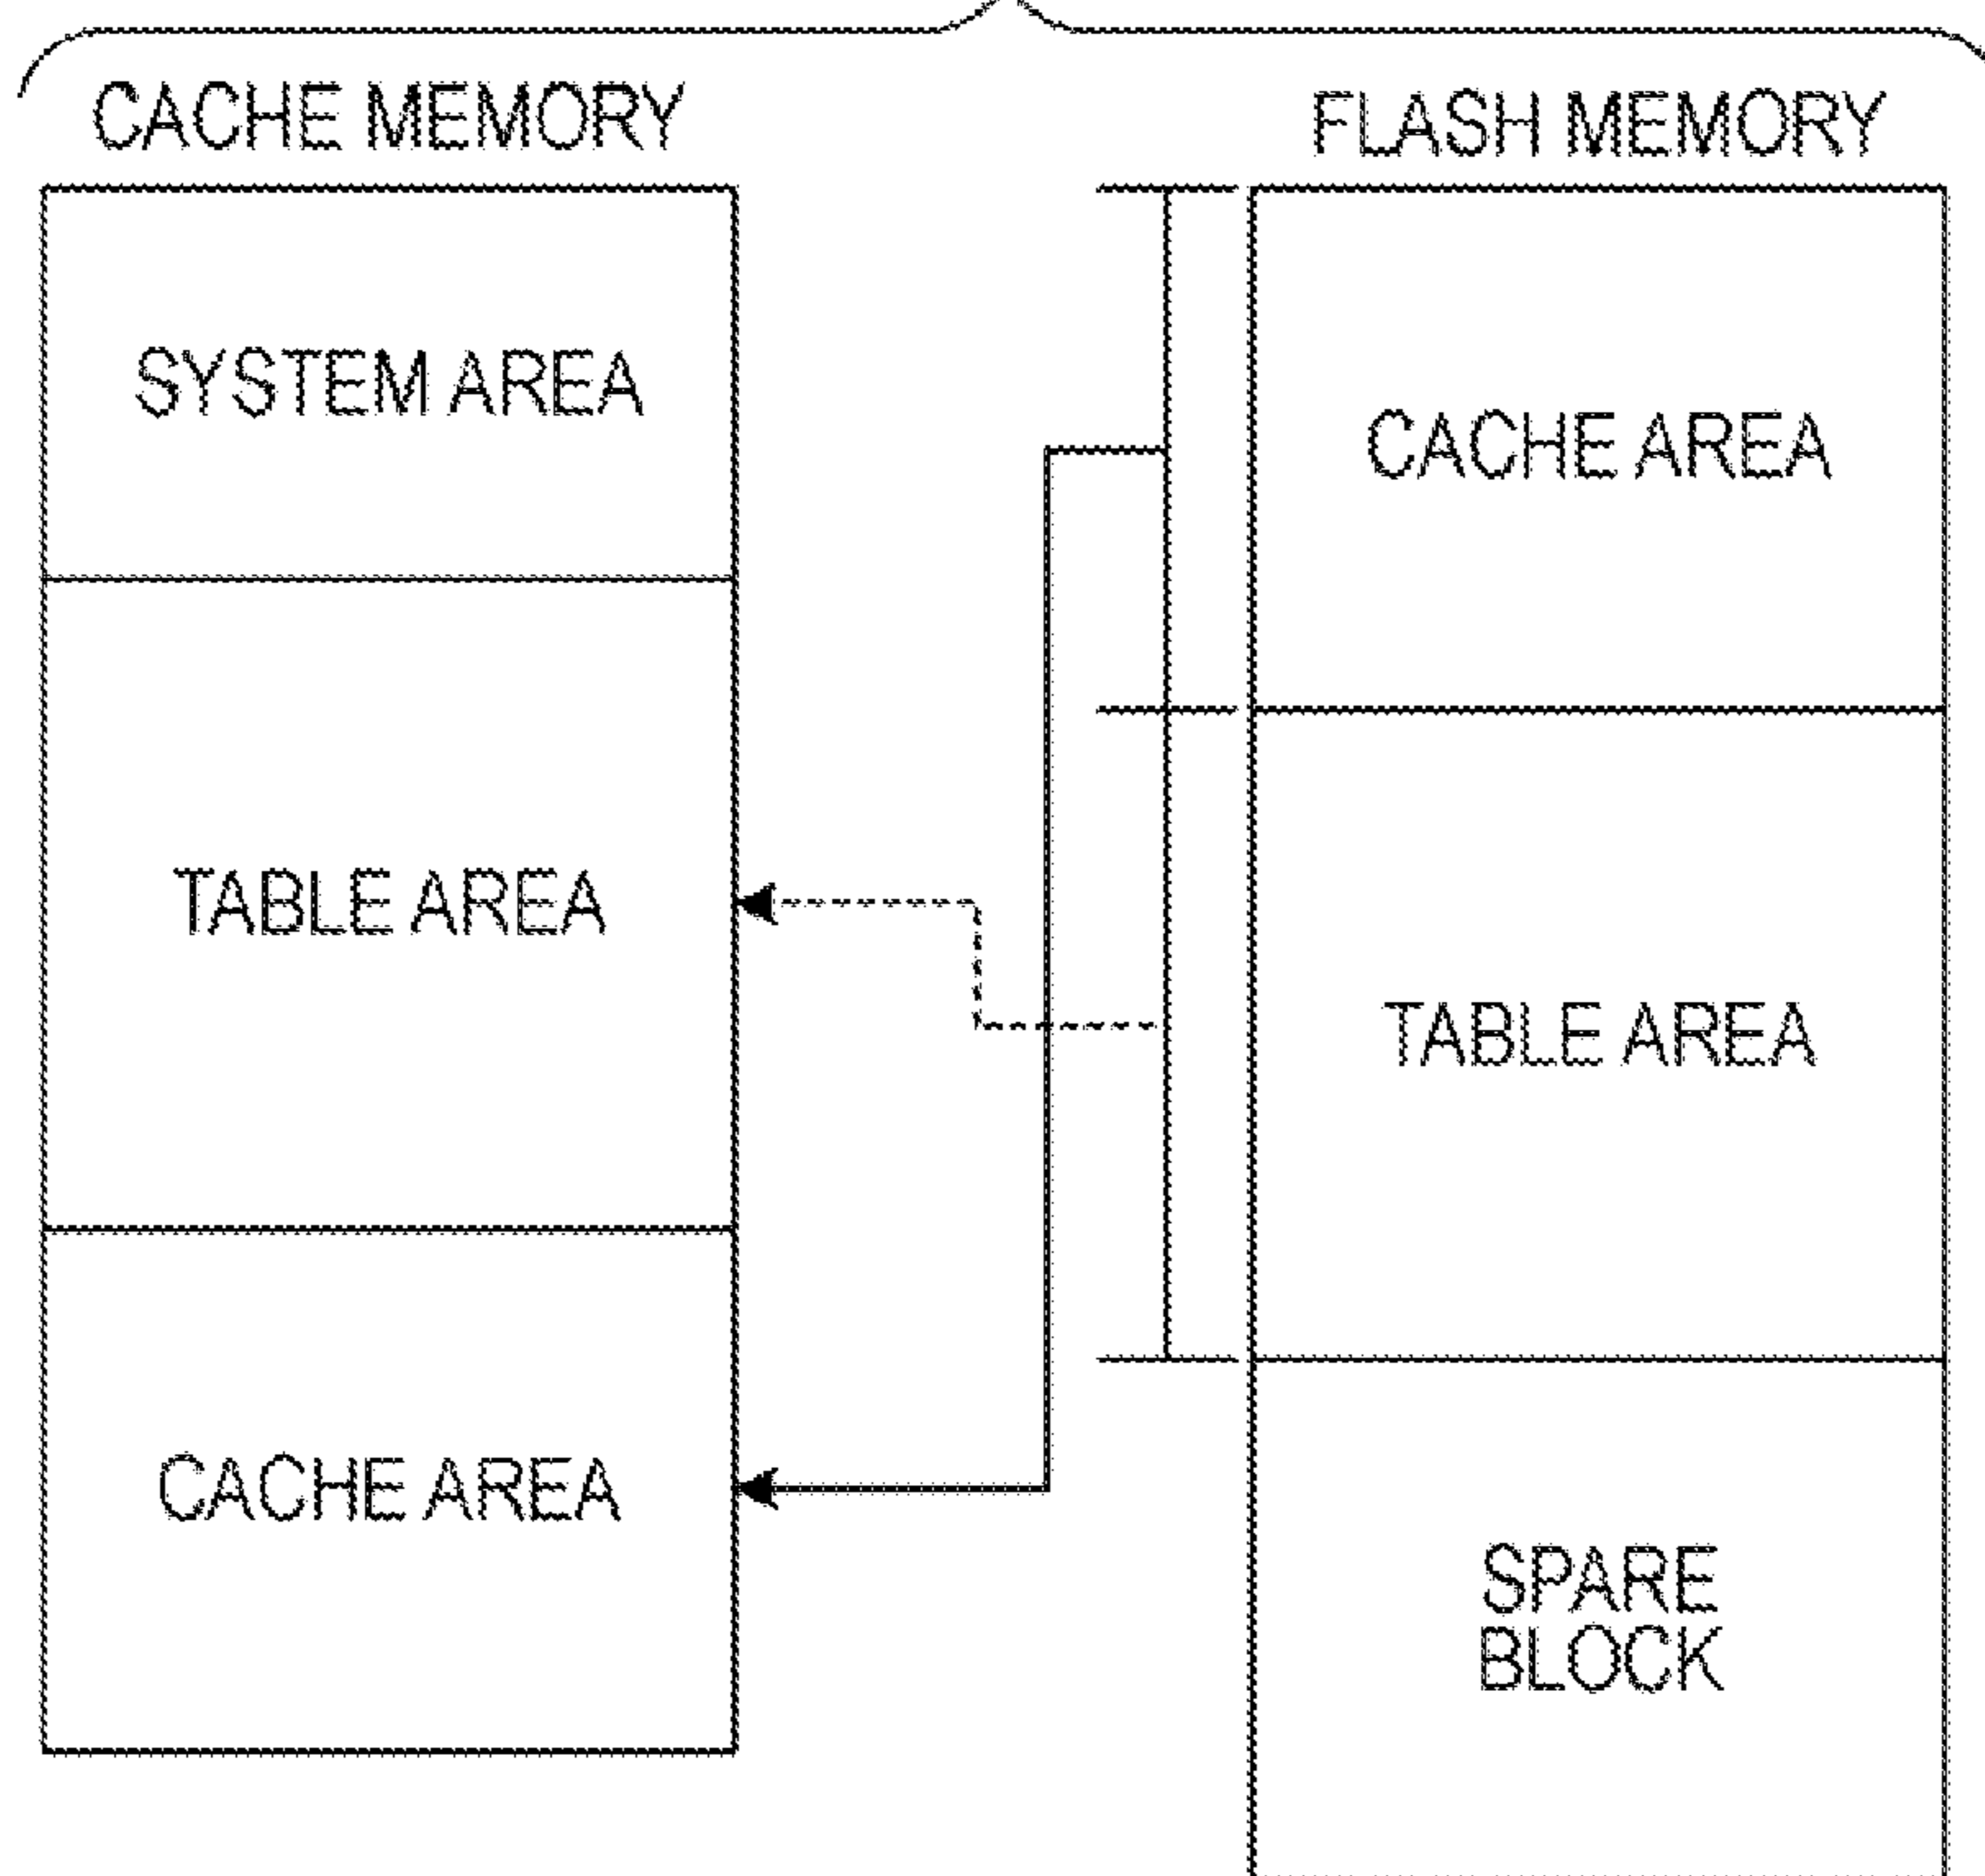 CACHE MEMORY
SYSTEM AREA
TABLE AREA
CACHE AREA
FLASH MEMORY
CACHE AREA
TABLE AREA
SPARE
BLOCK